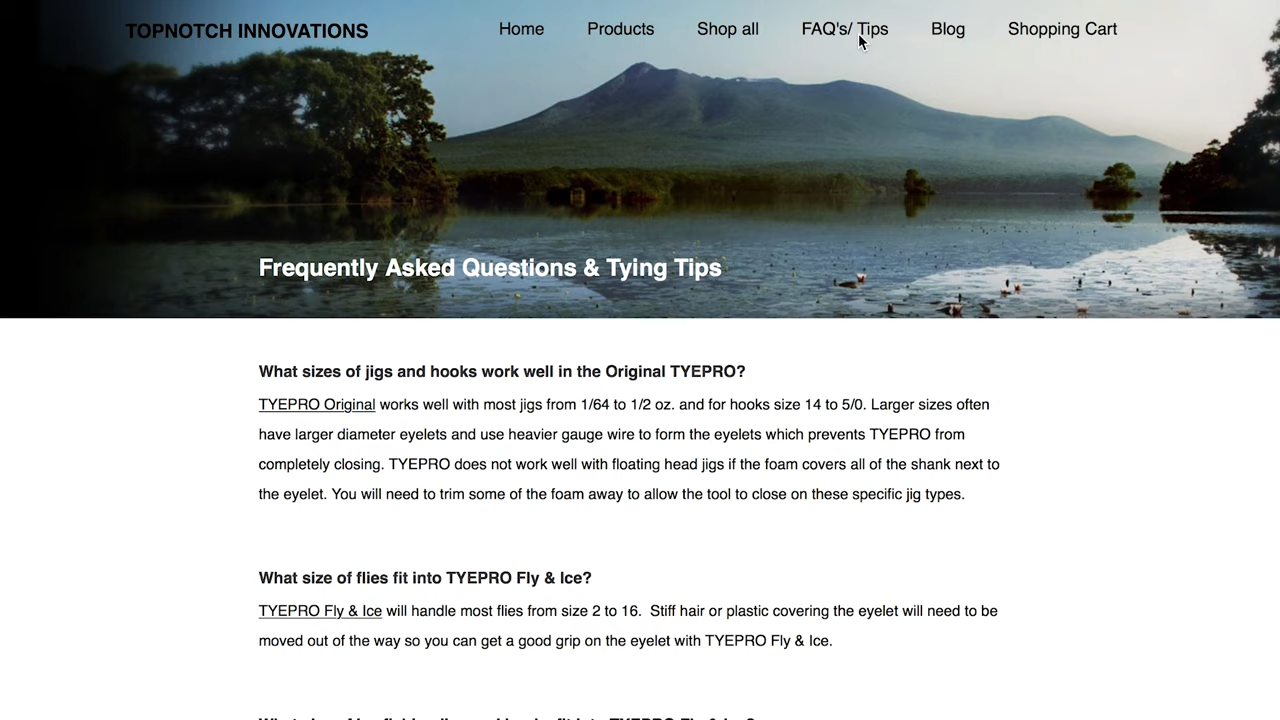 TOPNOTCH INNOVATIONS
Home Products Shop all FAQ's/ Tips Blog Shopping Cart
Frequently Asked Questions & Tying Tips
What sizes of jigs and hooks work well in the Original TYEPRO?
TYEPRO Original works well with most jigs from 1/64 to 1/2 oz. and for hooks size 14 to 5/0. Larger sizes often
have larger diameter eyelets and use heavier gauge wire to form the eyelets which prevents TYEPRO from
completely closing. TYEPRO does not work well with floating head jigs if the foam covers all of the shank next to
the eyelet. You will need to trim some of the foam away to allow the tool to close on these specific jig types.
What size of flies fit into TYEPRO Fly & Ice?
TYEPRO Fly & Ice will handle most flies from size 2 to 16.  Stiff hair or plastic covering the eyelet will need to be
moved out of the way so you can get a good grip on the eyelet with TYEPRO Fly & Ice.